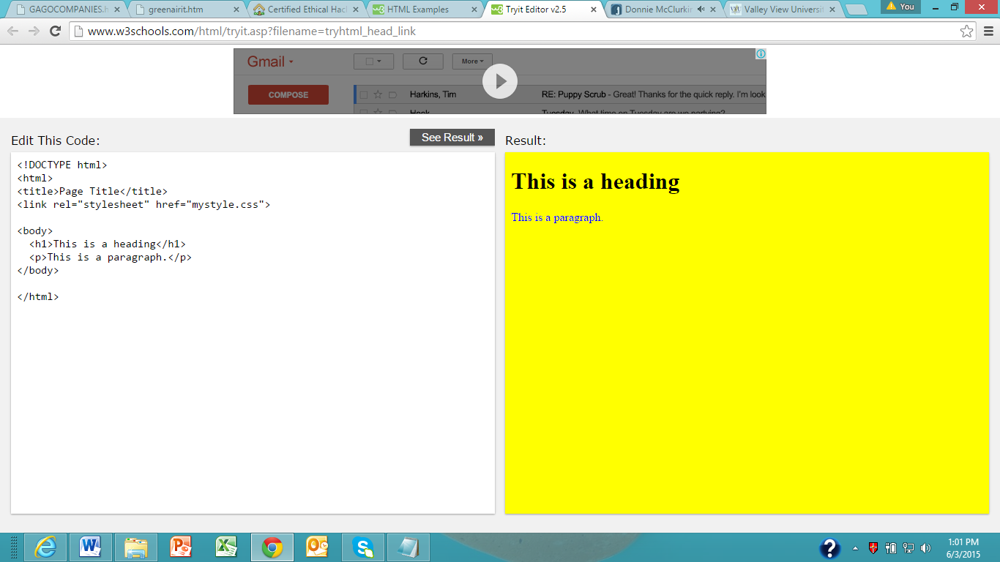 GAGOCOMPANIES.h
greenairit.htm
Certified Ethical Hac
HTML Examples
Tryit Editor v2.5
Donnie McClurkin
Valley View Universit
You
www.w3schools.com/html/tryit.asp?filename=tryhtml_head_link
Gmail
More
COMPOSE
Harkins, Tim
RE: Puppy Scrub - Great! Thanks for the quick reply. I'm look
Tuesday. What time on Tuesday are we partying?
Edit This Code:
See Result »
Result:
<!DOCTYPE html>
<html>
<title>Page Title</title>
<link rel="stylesheet" href="mystyle.css">
<body>
<h1>This is a heading</h1>
<p>This is a paragraph.</p>
</body>
</html>
This is a heading
This is a paragraph.
1:01 PM
6/3/2015